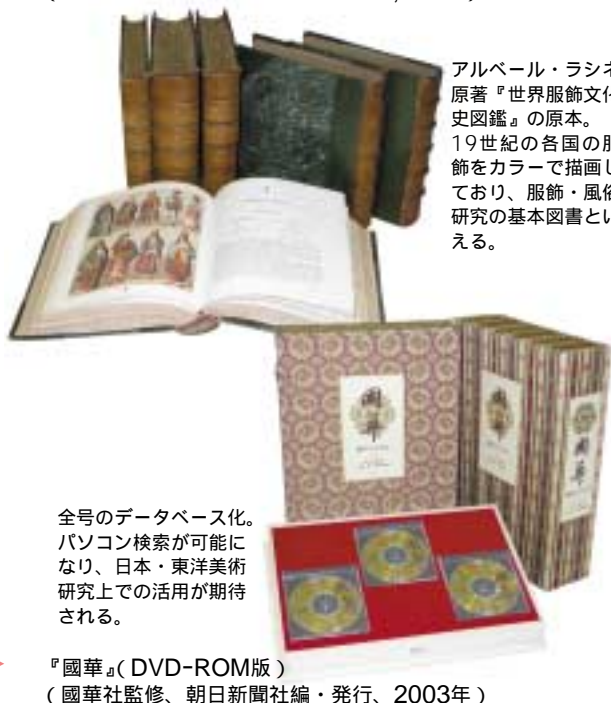 アルベール・ラシネ
原著『世界服飾文化
史図鑑』の原本。
19世紀の各国の服
飾をカラーで描画し
ており、服飾・風俗
研究の基本図書とい
える。
國華
國華
國華
全号のデータベース化。
パソコン検索が可能に
なり、日本・東洋美術
研究上での活用が期待
される。
『國華』(DVD-ROM版)
(國華社監修、朝日新聞社編・発行、2003年)